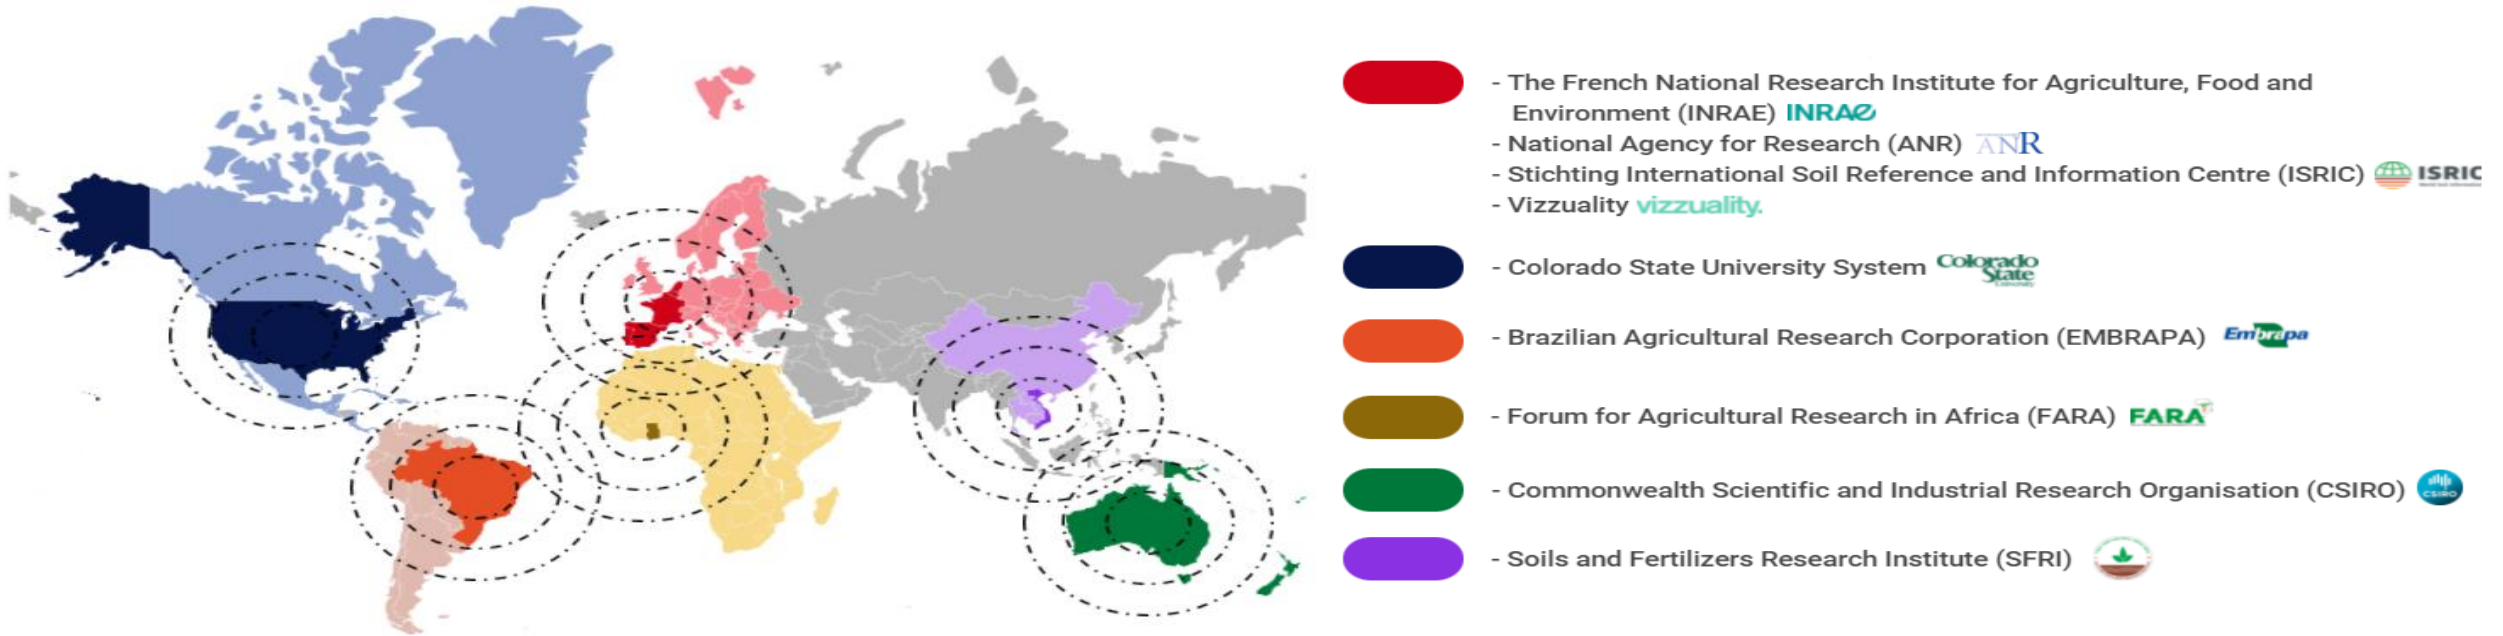 - The French National Research Institute for Agriculture, Food and
Environment (INRAE) INRAE
- National Agency for Research (ANR) ANR
- Stichting International Soil Reference and Information Centre (ISRIC) ISRIC
- Vizzuality vizzuality.
- Colorado State University System Colorado
State
University
- Brazilian Agricultural Research Corporation (EMBRAPA) Embrapa
- Forum for Agricultural Research in Africa (FARA) FARA
- Commonwealth Scientific and Industrial Research Organisation (CSIRO) CSIRO
- Soils and Fertilizers Research Institute (SFRI)